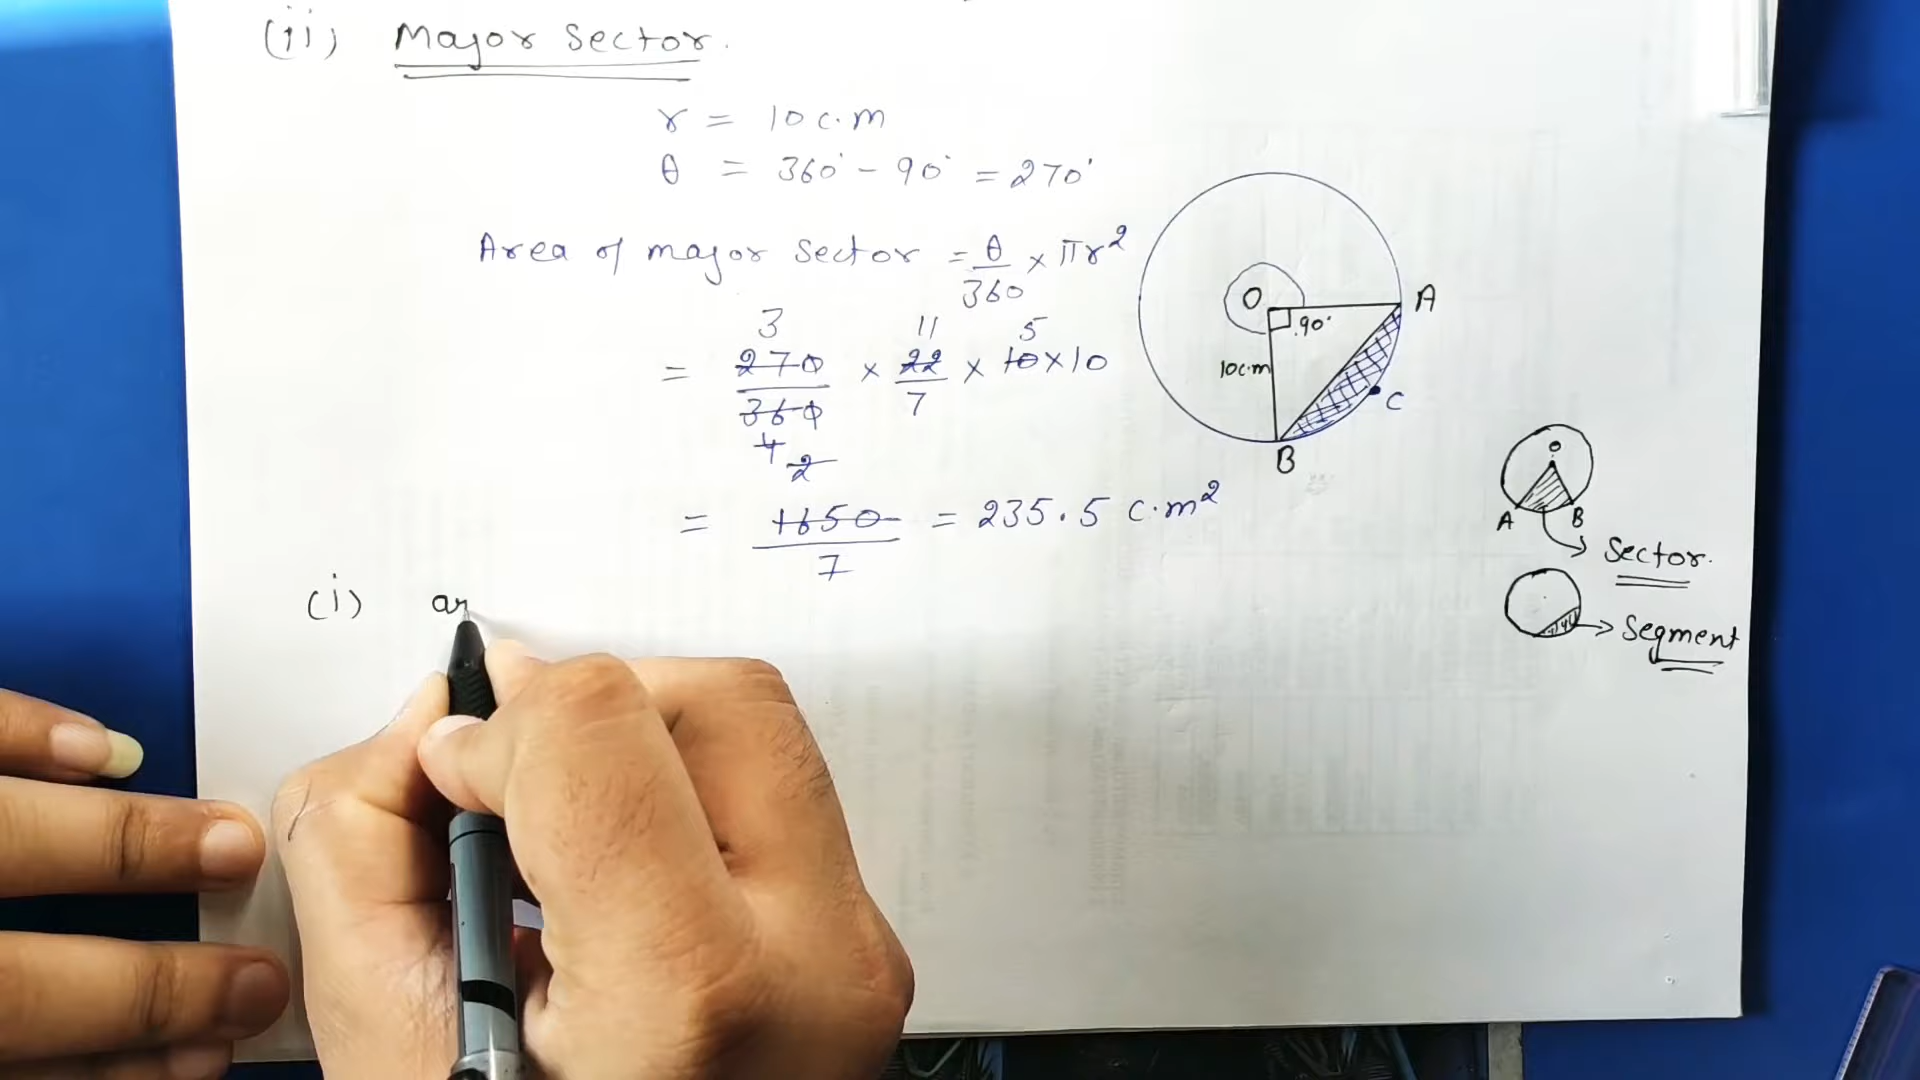 (ii) Major Sector.
r = 10 c.m
θ = 360° - 90° = 270°
Area of major sector = θ/360 × πr²
3 11 5
= 270/360 × 22/7 × 10 × 10
4 2
= 1650/7 = 235.5 c.m²
(i) ar
O
A
90°
10c.m
C
B
O
A B
Sector.
Segment